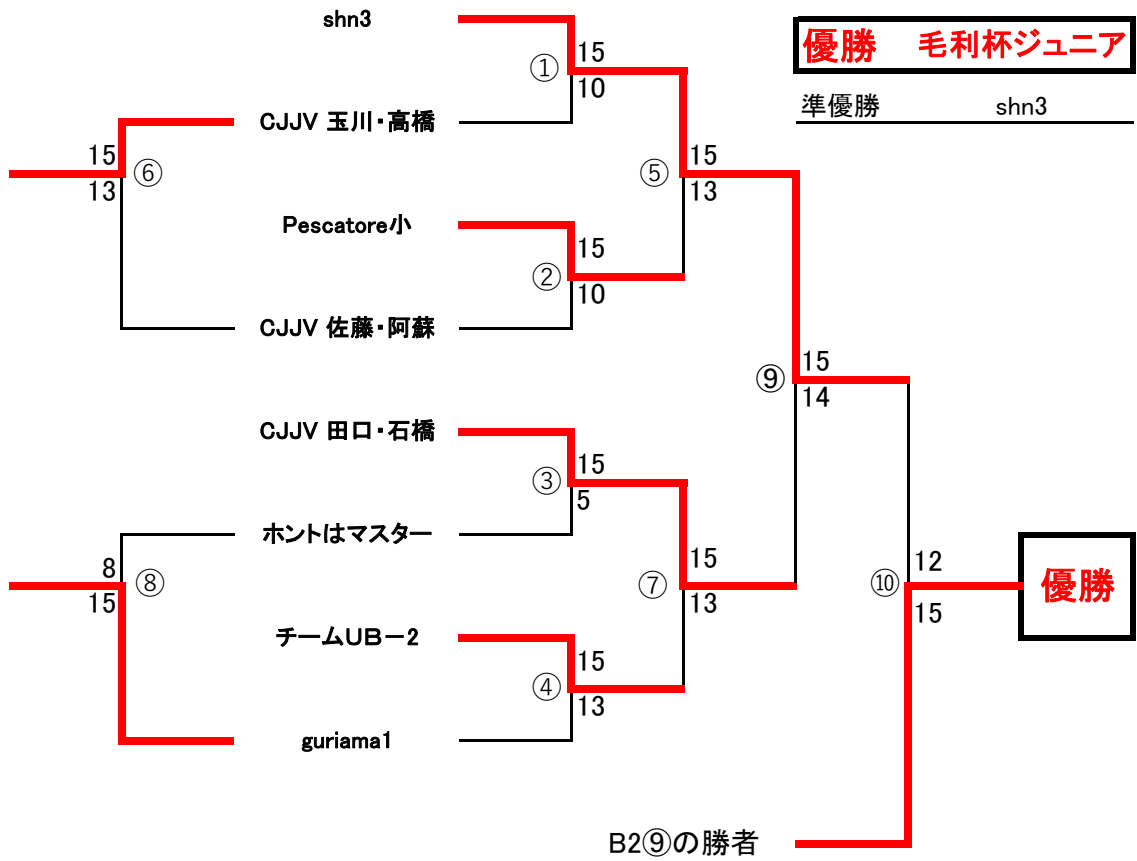 shn3
優勝 毛利杯ジュニア
15
①
10
準優勝 shn3
CJJV 玉川・高橋
15
⑥
13
15
⑤
13
Pescatore小
15
②
10
CJJV 佐藤・阿蘇
15
⑨
14
CJJV 田口・石橋
15
③
5
ホントはマスター
8
⑧
15
15
⑦
13
12
⑩
15
優勝
チームUB－2
15
④
13
guriama1
B2⑨の勝者